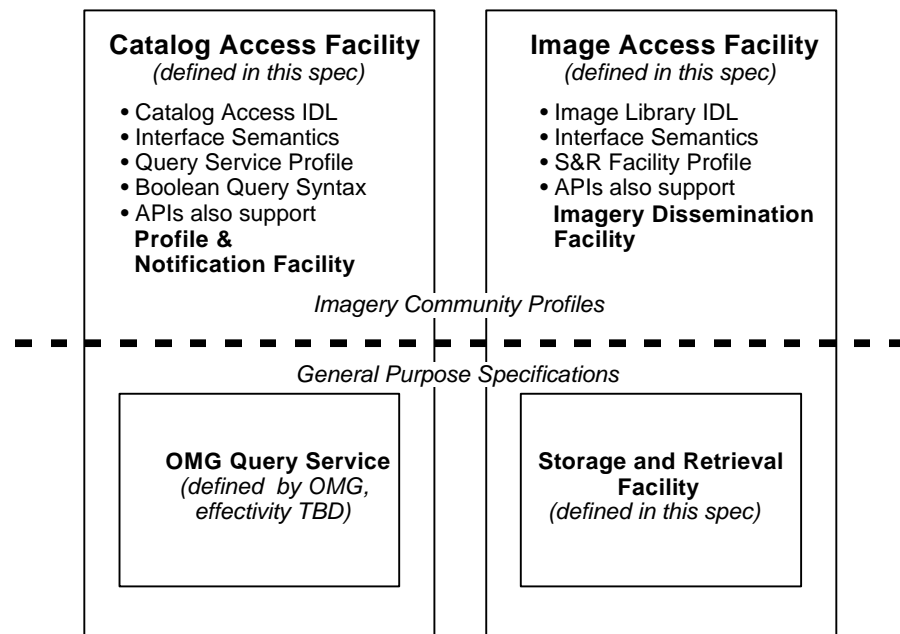 Catalog Access Facility
(defined in this spec)
• Catalog Access IDL
• Interface Semantics
• Query Service Profile
• Boolean Query Syntax
• APIs also support
Profile &
Notification Facility
Image Access Facility
(defined in this spec)
• Image Library IDL
• Interface Semantics
• S&R Facility Profile
• APIs also support
Imagery Dissemination
Facility
Imagery Community Profiles
General Purpose Specifications
OMG Query Service
(defined by OMG,
effectivity TBD)
Storage and Retrieval
Facility
(defined in this spec)